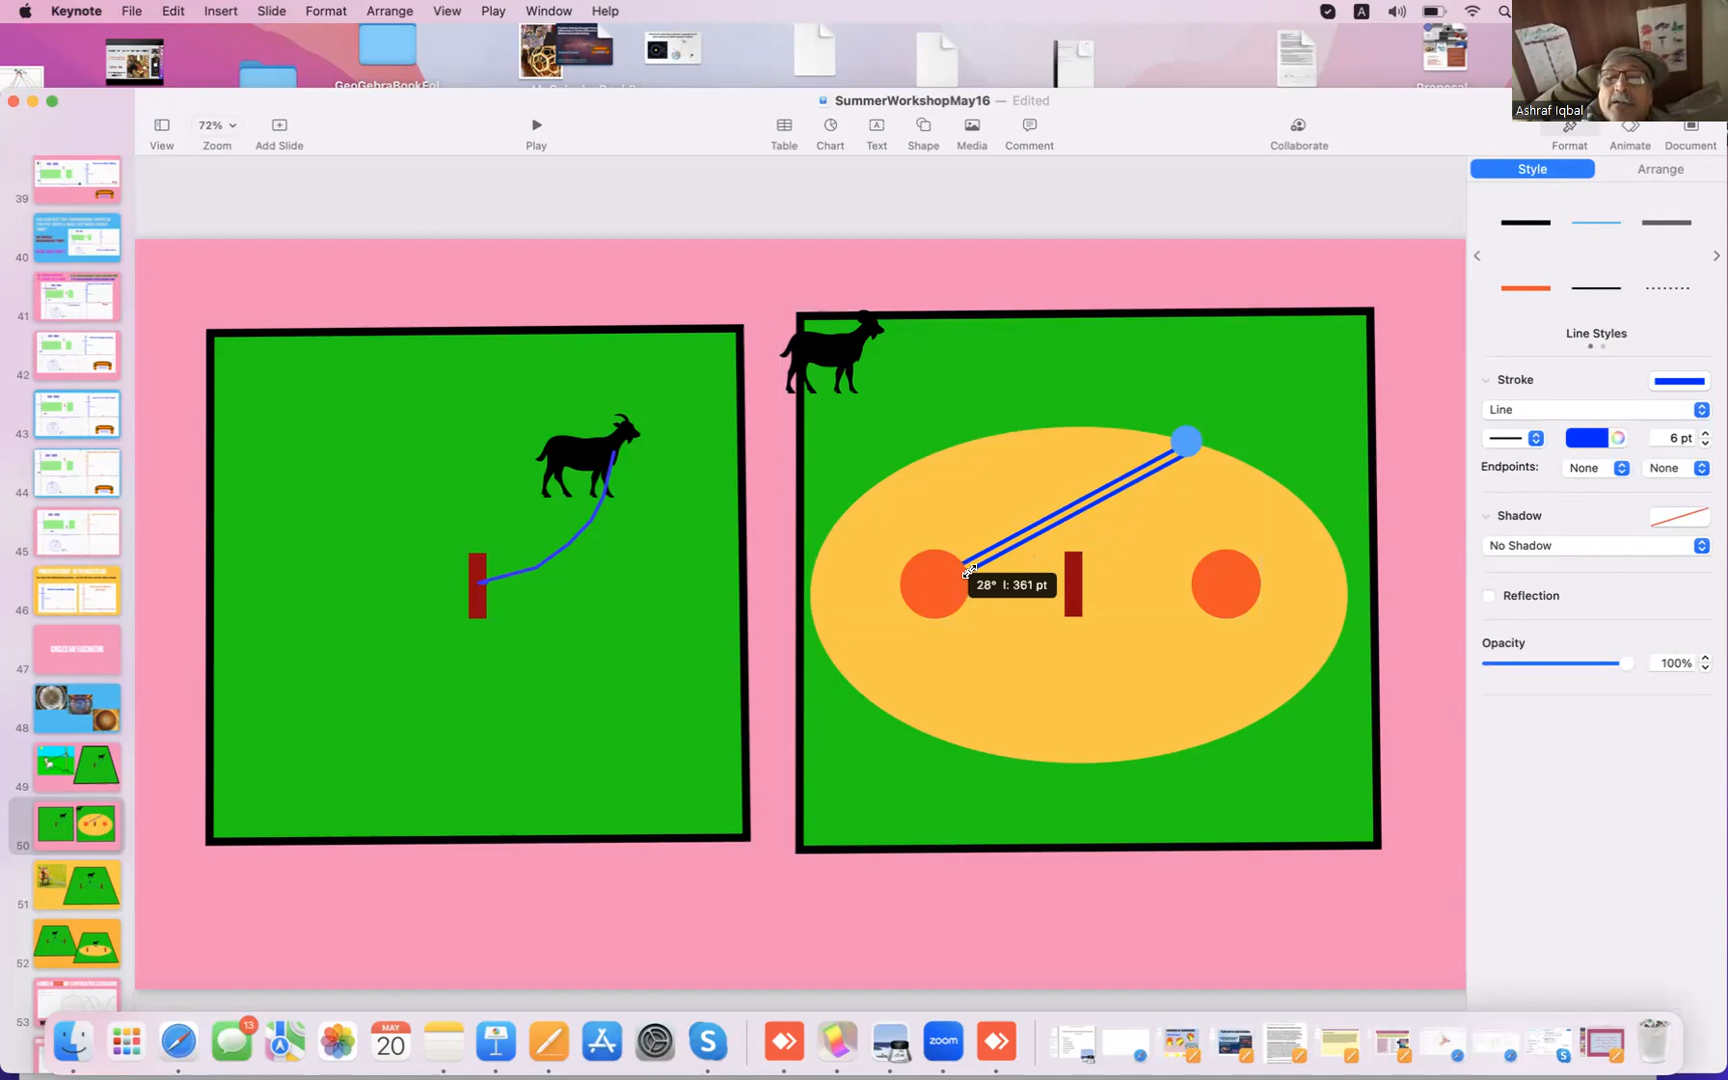 Keynote File Edit Insert Slide Format Arrange View Play Window Help
A
Ashraf Iqbal
SummerWorkshopMay16 — Edited
72%
View Zoom Add Slide Play Table Chart Text Shape Media Comment Collaborate Format Animate Document
Style Arrange
Line Styles
Stroke
Line
6 pt
Endpoints: None None
Shadow
No Shadow
Reflection
Opacity
100%
28° l: 361 pt
39
40
41
42
43
44
45
46
CIRCLES ARE FASCINATING
47
48
49
50
51
52
53
13
MAY
20
zoom